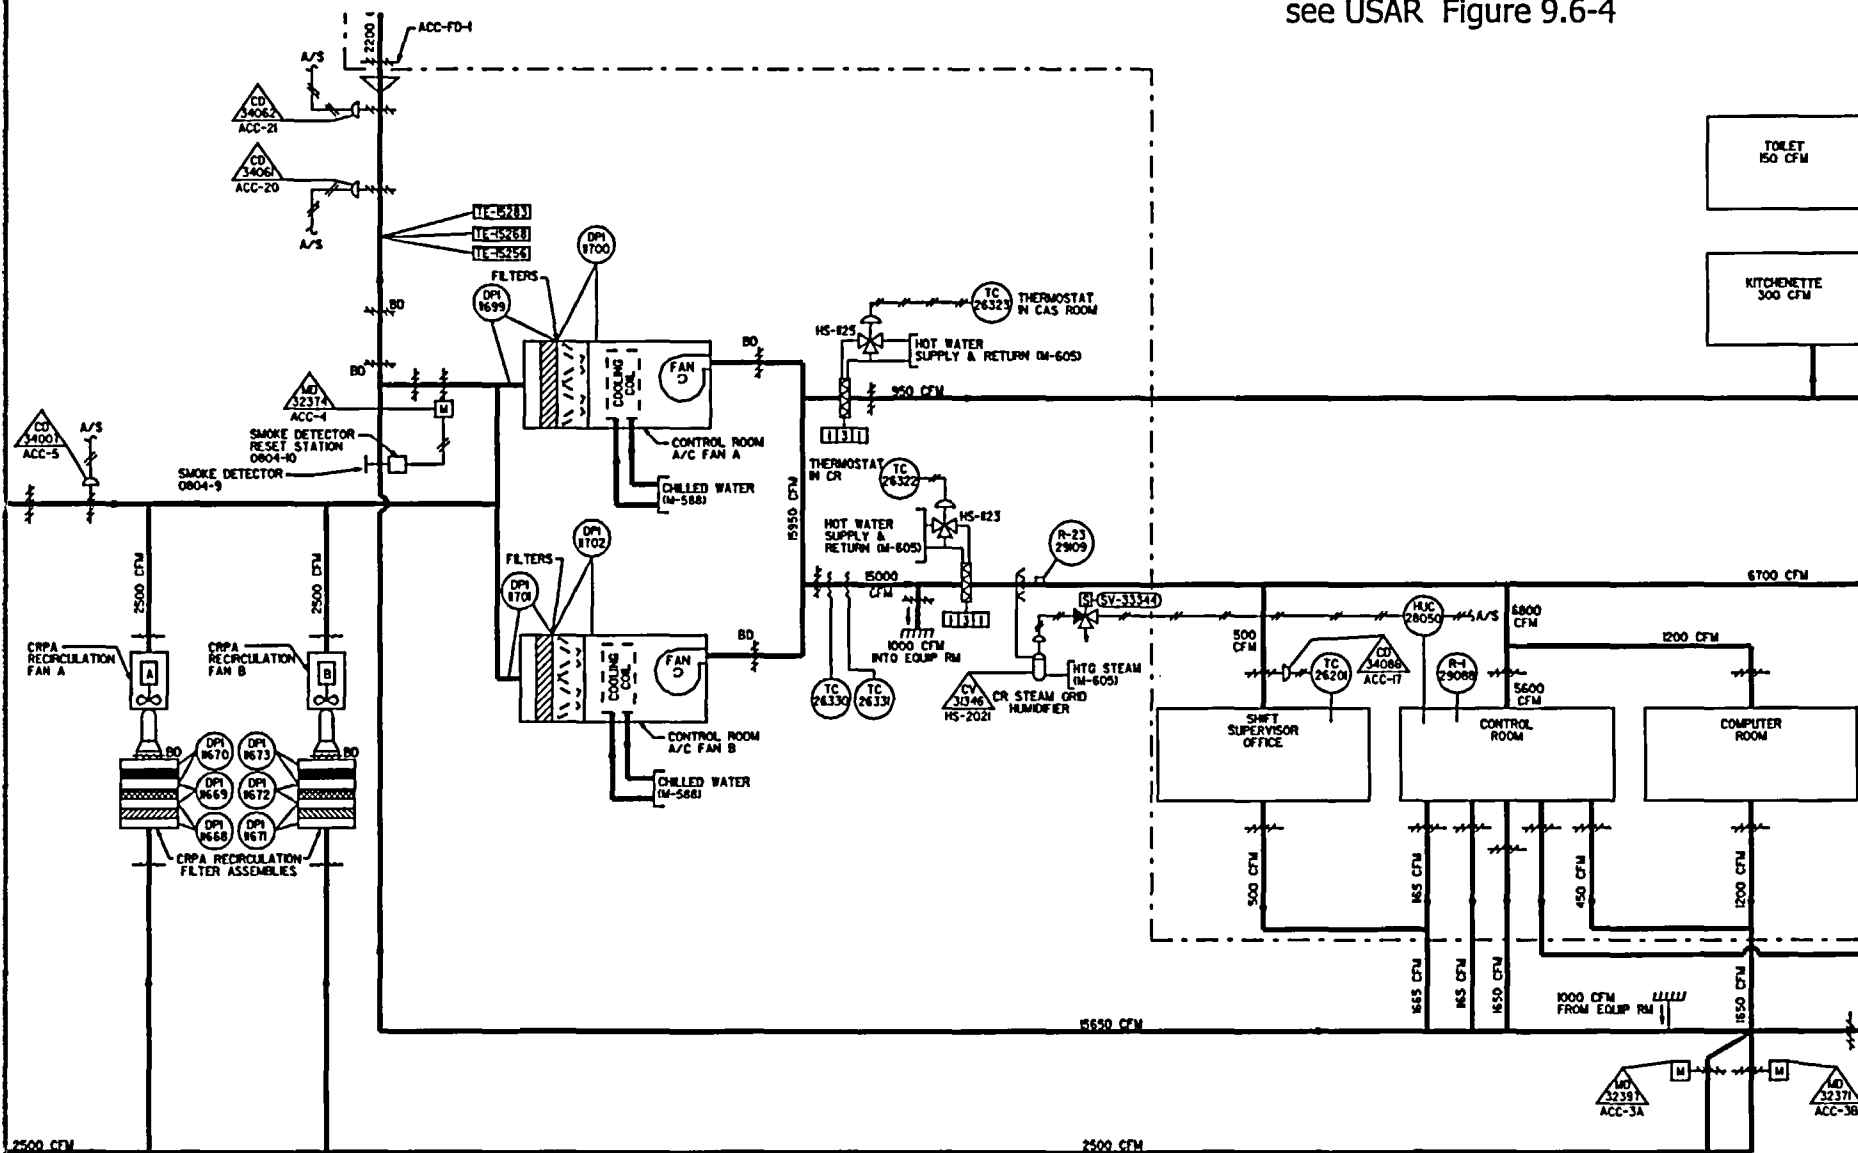 see USAR Figure 9.6-4
2200
ACC-FD-1
A/S
CD
34062
ACC-21
CD
34061
ACC-20
A/S
TE-15283
TE-15268
TE-15256
TOILET
150 CFM
KITCHENETTE
300 CFM
DPI
11700
FILTERS
DPI
11699
BD
BD
BD
FAN
COOLING
COIL
CONTROL ROOM
A/C FAN A
CHILLED WATER
(M-588)
TC
26323
THERMOSTAT
IN CAS ROOM
HS-1125
HOT WATER
SUPPLY & RETURN (M-605)
950 CFM
1 3 1
MD
32374
ACC-4
M
SMOKE DETECTOR
RESET STATION
0804-10
SMOKE DETECTOR
0804-9
CD
34007
ACC-5
A/S
THERMOSTAT
IN CR
TC
26322
HS-1123
HOT WATER
SUPPLY &
RETURN (M-605)
15950 CFM
R-23
29109
15000
CFM
1 3 1
1000 CFM
INTO EQUIP RM
S
SV-33344
HUC
28050
A/S
6700 CFM
6800
CFM
1200 CFM
500
CFM
TC
26201
CD
34086
ACC-17
R-1
29088
5600
CFM
DPI
11702
FILTERS
DPI
11701
BD
FAN
COOLING
COIL
CONTROL ROOM
A/C FAN B
CHILLED WATER
(M-588)
TC
26330
TC
26331
CV
31346
HS-2021
CR STEAM GRID
HUMIDIFIER
HTG STEAM
(M-605)
SHIFT
SUPERVISOR
OFFICE
CONTROL
ROOM
COMPUTER
ROOM
2500 CFM
2500 CFM
CRPA
RECIRCULATION
FAN A
A
CRPA
RECIRCULATION
FAN B
B
BD
BD
DPI
11670
DPI
11673
DPI
11669
DPI
11672
DPI
11668
DPI
11671
CRPA RECIRCULATION
FILTER ASSEMBLIES
500 CFM
1165 CFM
450 CFM
1200 CFM
1665 CFM
1165 CFM
1650 CFM
1000 CFM
FROM EQUIP RM
1650 CFM
15650 CFM
M
M
MD
32397
ACC-3A
MD
32371
ACC-3B
2500 CFM
2500 CFM